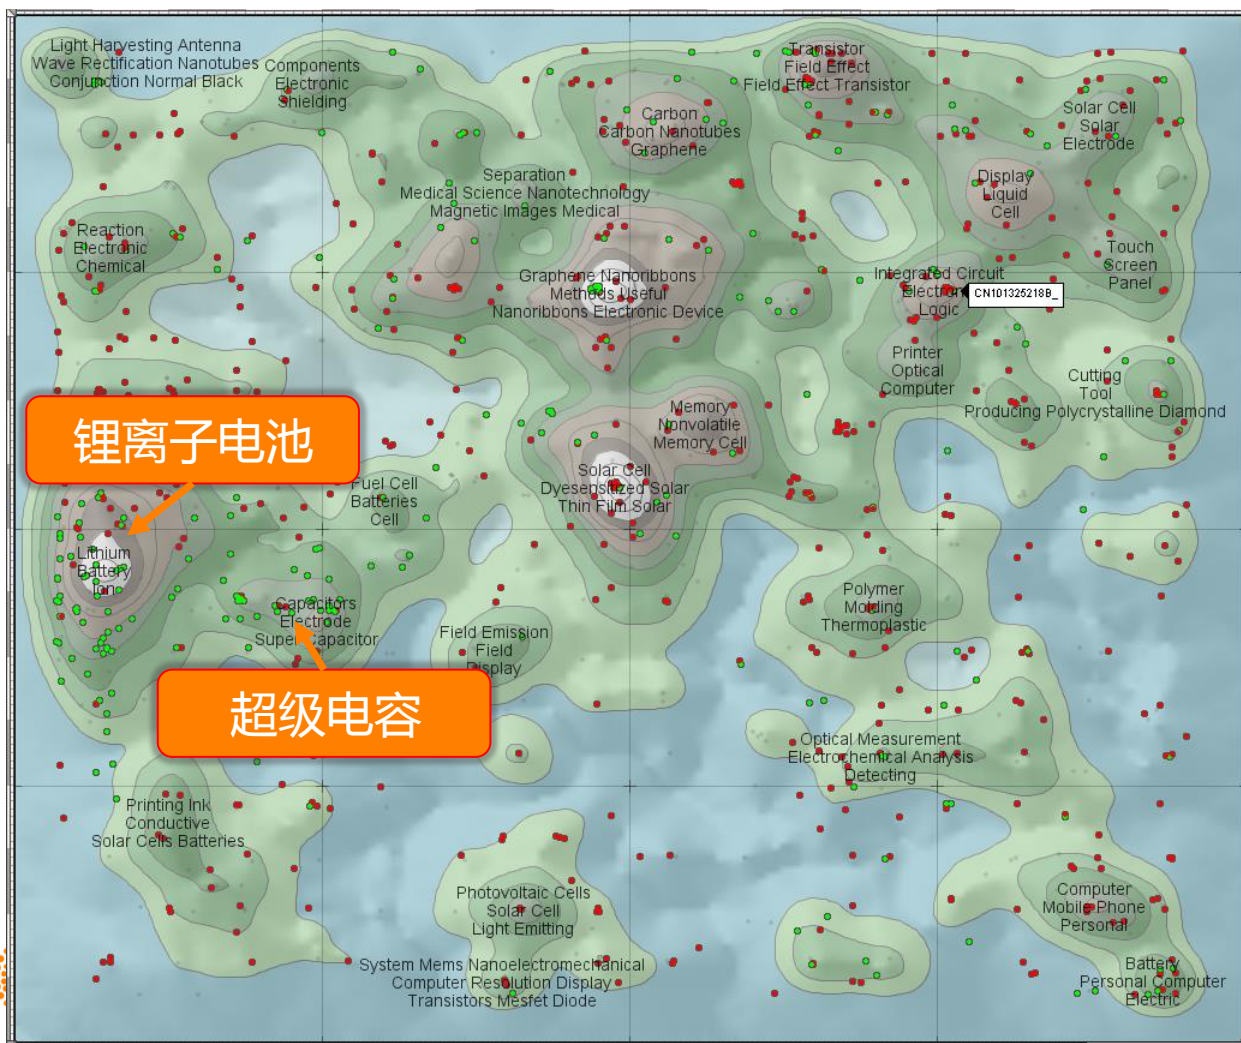 Light Harvesting Antenna
Wave Rectification Nanotubes
Conjunction Normal Black
Components
Electronic
Shielding
Transistor
Field Effect
Field Effect Transistor
Carbon
Carbon Nanotubes
Graphene
Solar Cell
Solar
Electrode
Separation
Medical Science Nanotechnology
Magnetic Images Medical
Display
Liquid
Cell
Reaction
Electronic
Chemical
Touch
Screen
Panel
Graphene Nanoribbons
Methods Useful
Nanoribbons Electronic Device
Integrated Circuit
Logic
CN101325218B_
Printer
Optical
Computer
Cutting
Tool
Producing Polycrystalline Diamond
Memory
Nonvolatile
Memory Cell
锂离子电池
Solar Cell
Dyesensitized Solar
Thin Film Solar
Fuel Cell
Batteries
Cell
Lithium
Battery
Ion
Capacitors
Electrode
Super Capacitor
Polymer
Molding
Thermoplastic
Field Emission
Field
Display
超级电容
Optical Measurement
Electrochemical Analysis
Detecting
Printing Ink
Conductive
Solar Cells Batteries
Photovoltaic Cells
Solar Cell
Light Emitting
Computer
Mobile Phone
Personal
System Mems Nanoelectromechanical
Computer Resolution Display
Transistors Mesfet Diode
Battery
Personal Computer
Electric